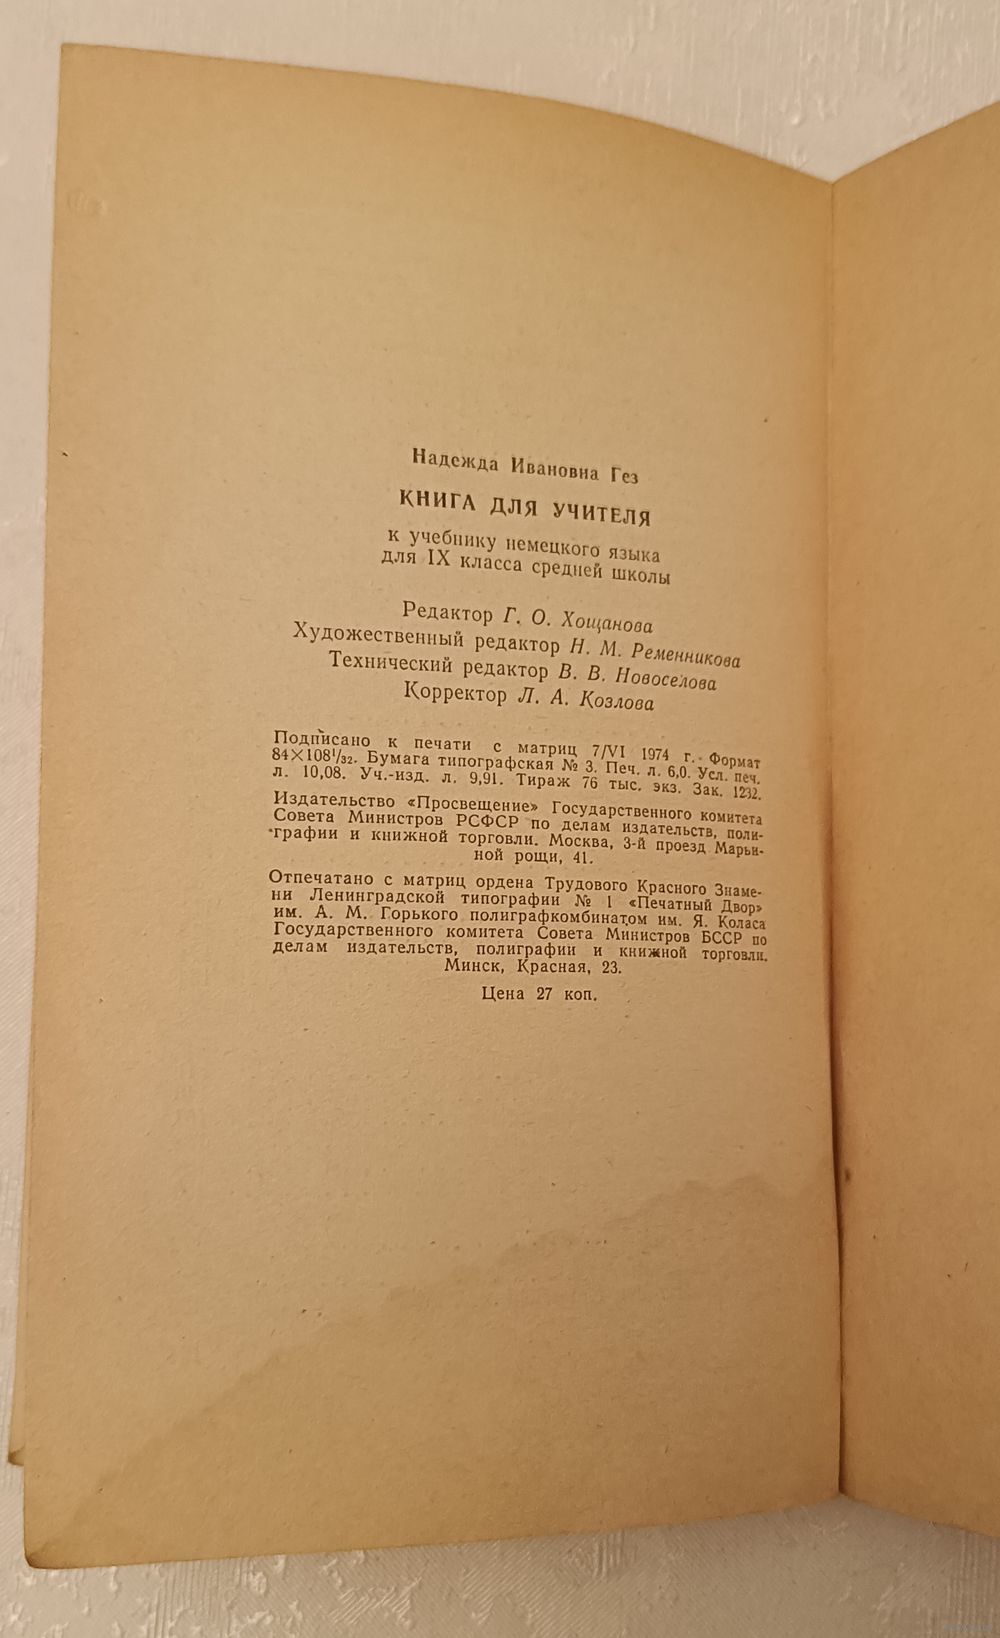 Надежда Ивановна Гез
КНИГА ДЛЯ УЧИТЕЛЯ
к учебнику немецкого языка
для IX класса средней школы
Редактор Г. О. Хощанова
Художественный редактор Н. М. Ременникова
Технический редактор В. В. Новоселова
Корректор Л. А. Козлова
Подписано к печати с матриц 7/VI 1974 г. Формат
84×108¹/₃₂. Бумага типографская № 3. Печ. л. 6,0. Усл. печ.
л. 10,08. Уч.-изд. л. 9,91. Тираж 76 тыс. экз. Зак. 1232.
Издательство «Просвещение» Государственного комитета
Совета Министров РСФСР по делам издательств, поли-
графии и книжной торговли. Москва, 3-й проезд Марьи-
ной рощи, 41.
Отпечатано с матриц ордена Трудового Красного Знаме-
ни Ленинградской типографии № 1 «Печатный Двор»
им. А. М. Горького полиграфкомбинатом им. Я. Коласа
Государственного комитета Совета Министров БССР по
делам издательств, полиграфии и книжной торговли.
Минск, Красная, 23.
Цена 27 коп.